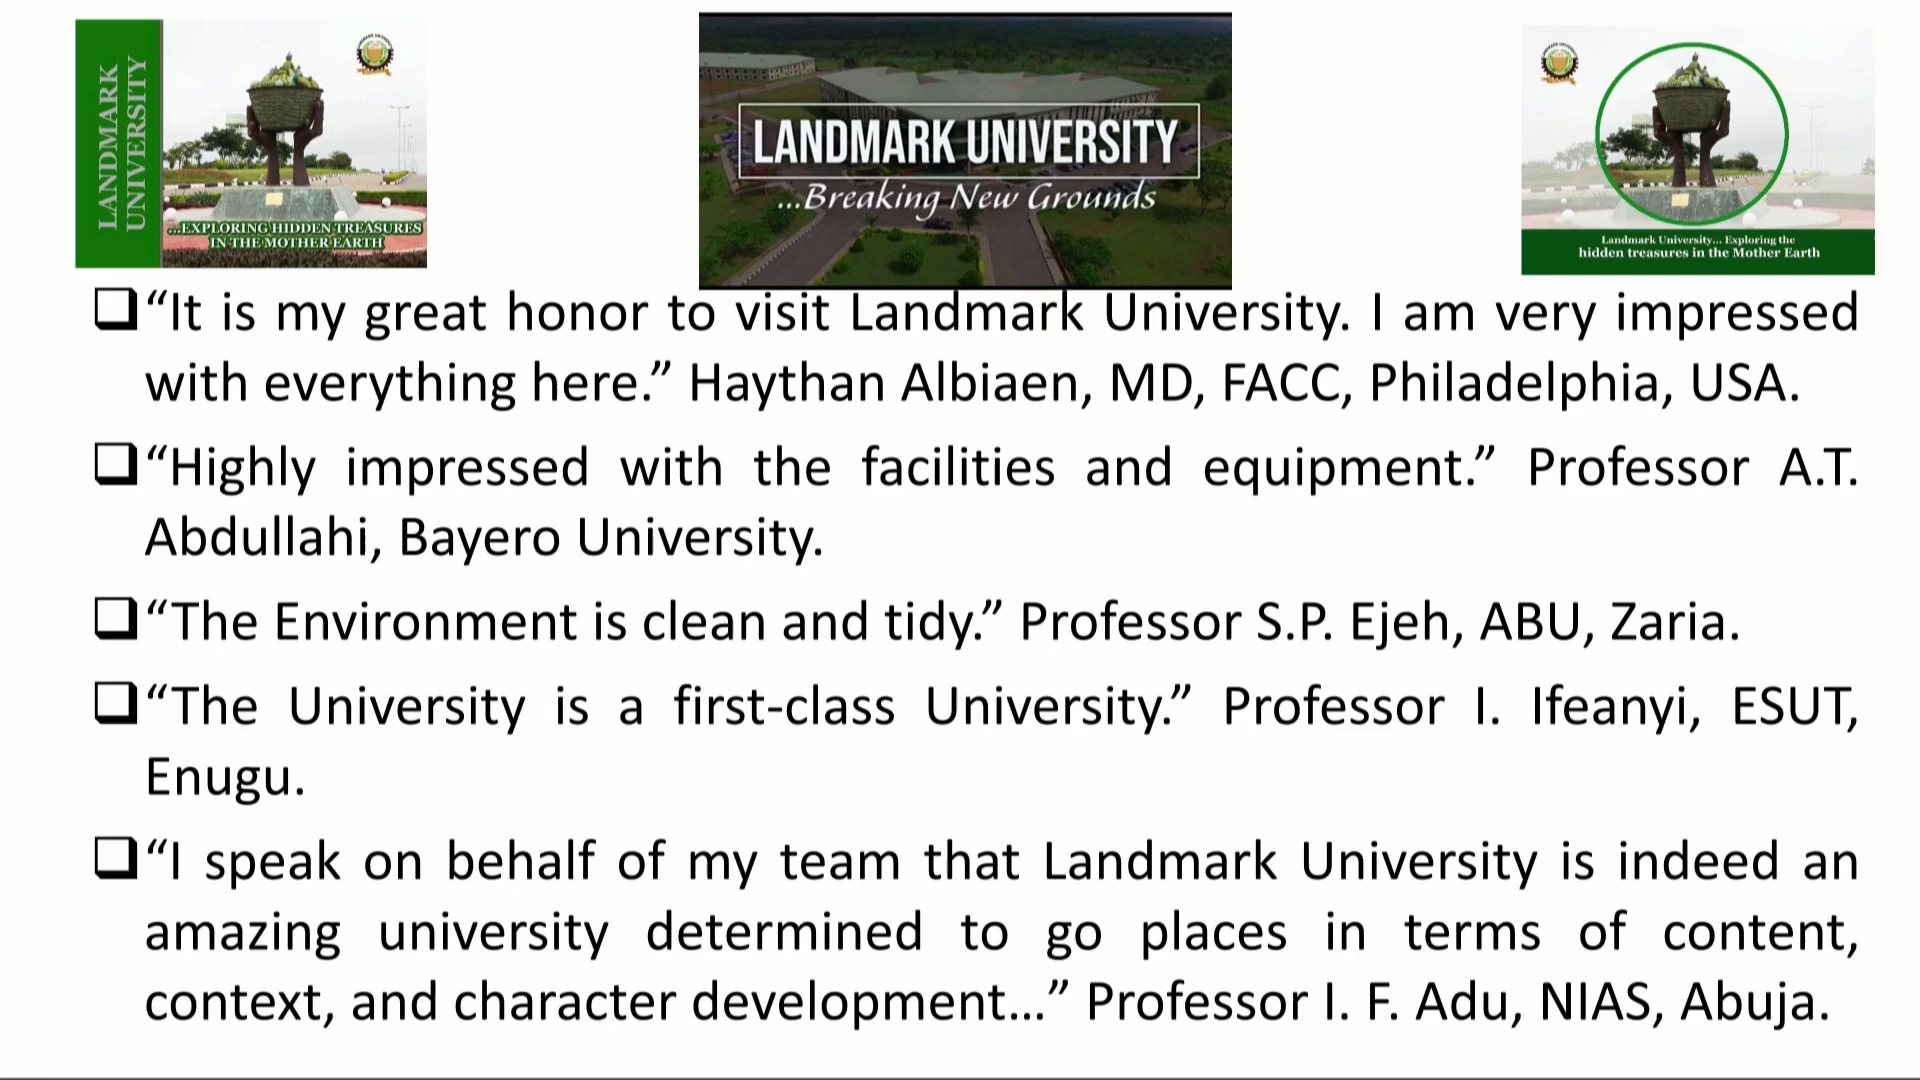 LANDMARK
UNIVERSITY
...EXPLORING HIDDEN TREASURES
IN THE MOTHER EARTH
LANDMARK UNIVERSITY
...Breaking New Grounds
Landmark University... Exploring the
hidden treasures in the Mother Earth
❑“It is my great honor to visit Landmark University. I am very impressed
with everything here.” Haythan Albiaen, MD, FACC, Philadelphia, USA.
❑“Highly impressed with the facilities and equipment.” Professor A.T.
Abdullahi, Bayero University.
❑“The Environment is clean and tidy.” Professor S.P. Ejeh, ABU, Zaria.
❑“The University is a first-class University.” Professor I. Ifeanyi, ESUT,
Enugu.
❑“I speak on behalf of my team that Landmark University is indeed an
amazing university determined to go places in terms of content,
context, and character development…” Professor I. F. Adu, NIAS, Abuja.